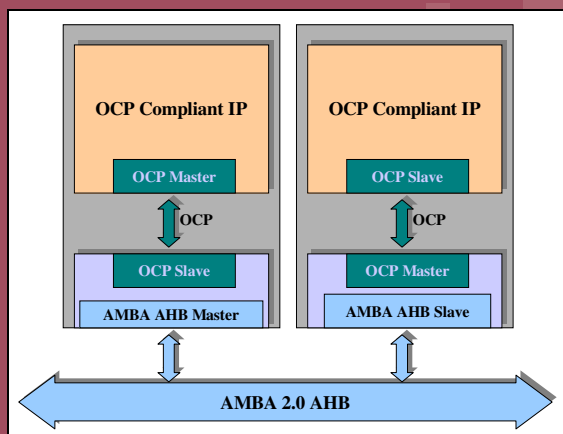 OCP Compliant IP
OCP Compliant IP
OCP Master
OCP Slave
OCP
OCP
OCP Slave
OCP Master
AMBA AHB Master
AMBA AHB Slave
AMBA 2.0 AHB